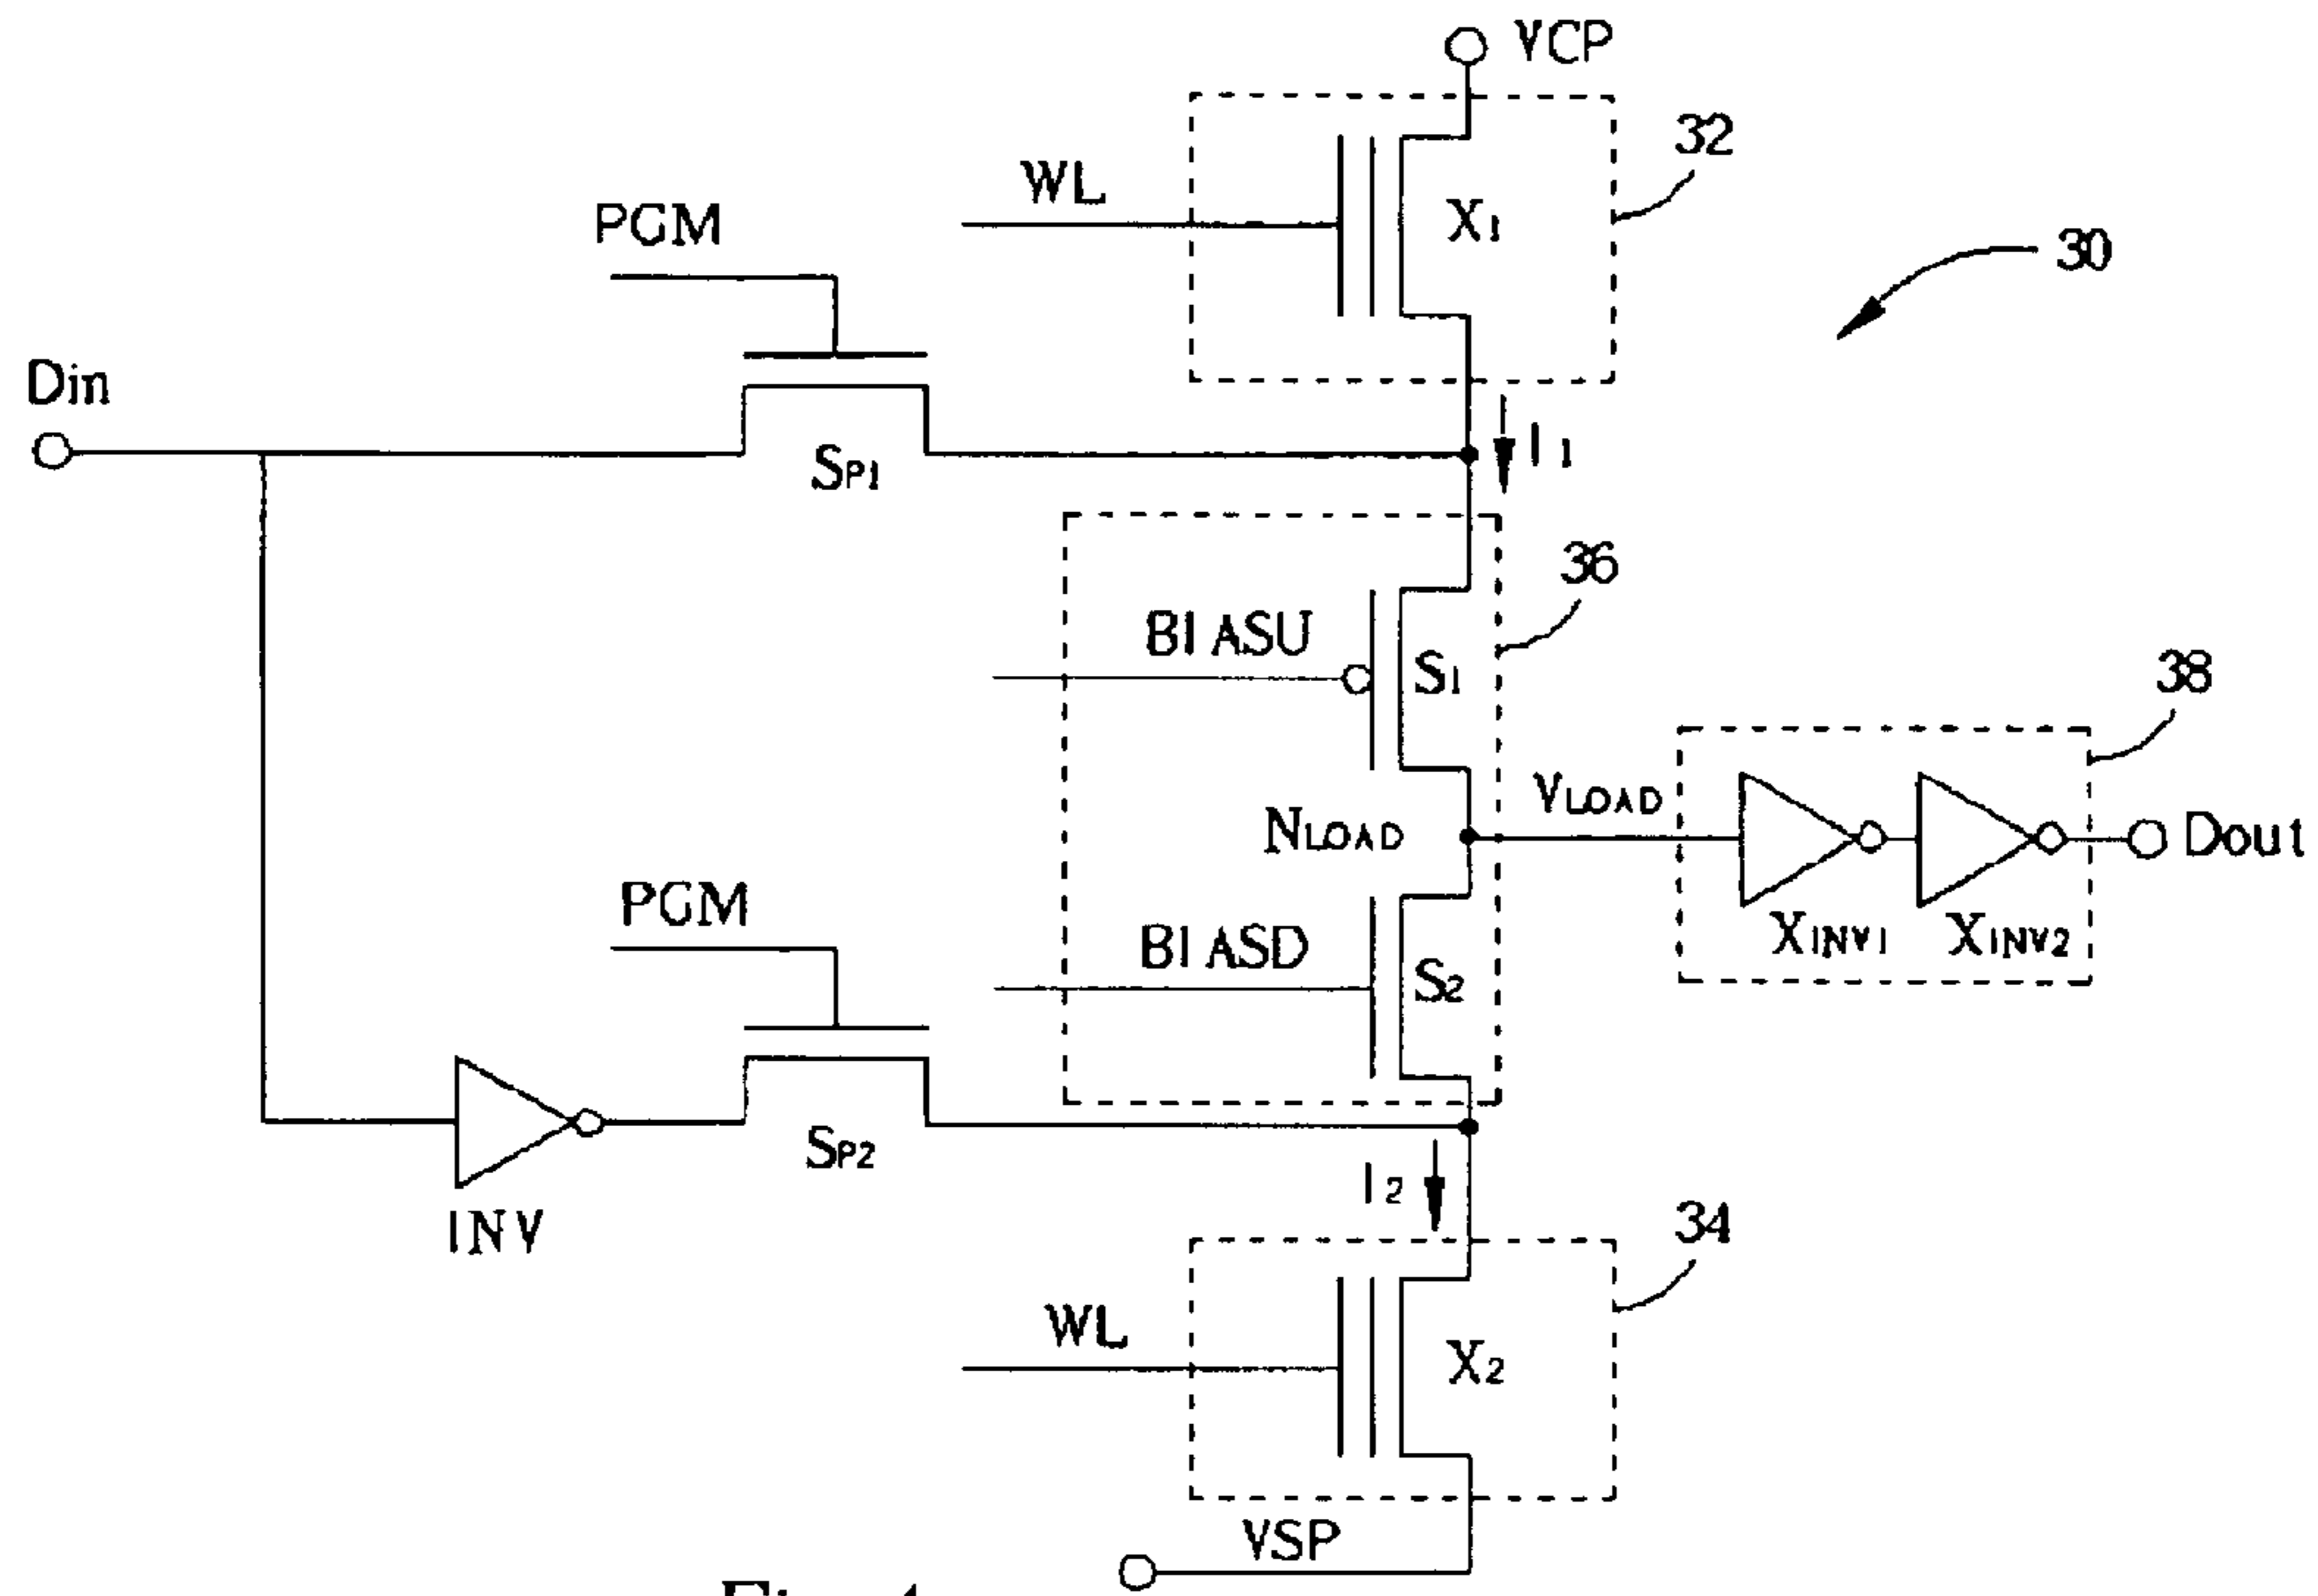 VCP
32
WL
X1
PGM
30
Din
I1
SP1
36
BIASU
S1
38
VLOAD
NLOAD
Dout
PGM
BIASD
S2
XINV1 XINV2
SP2
I2
34
INV
WL
X2
VSP